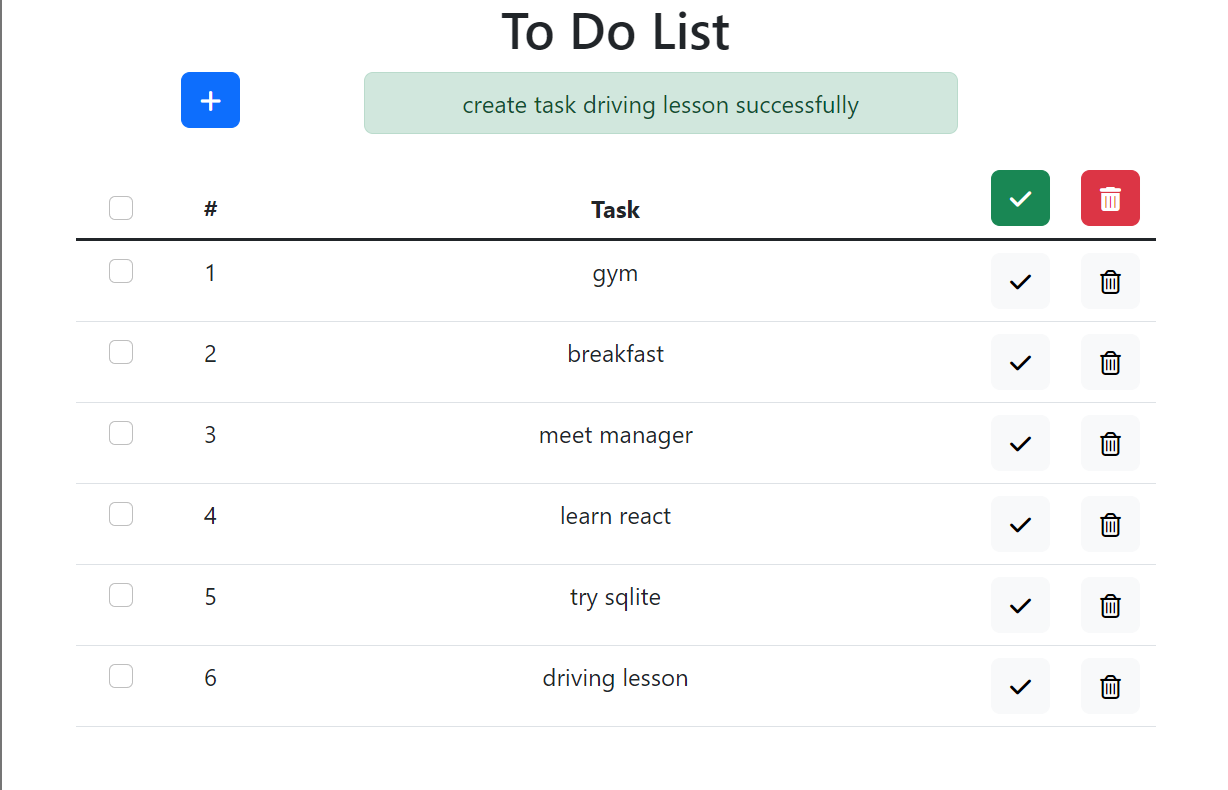 To Do List
create task driving lesson successfully
# Task
1 gym
2 breakfast
3 meet manager
4 learn react
5 try sqlite
6 driving lesson